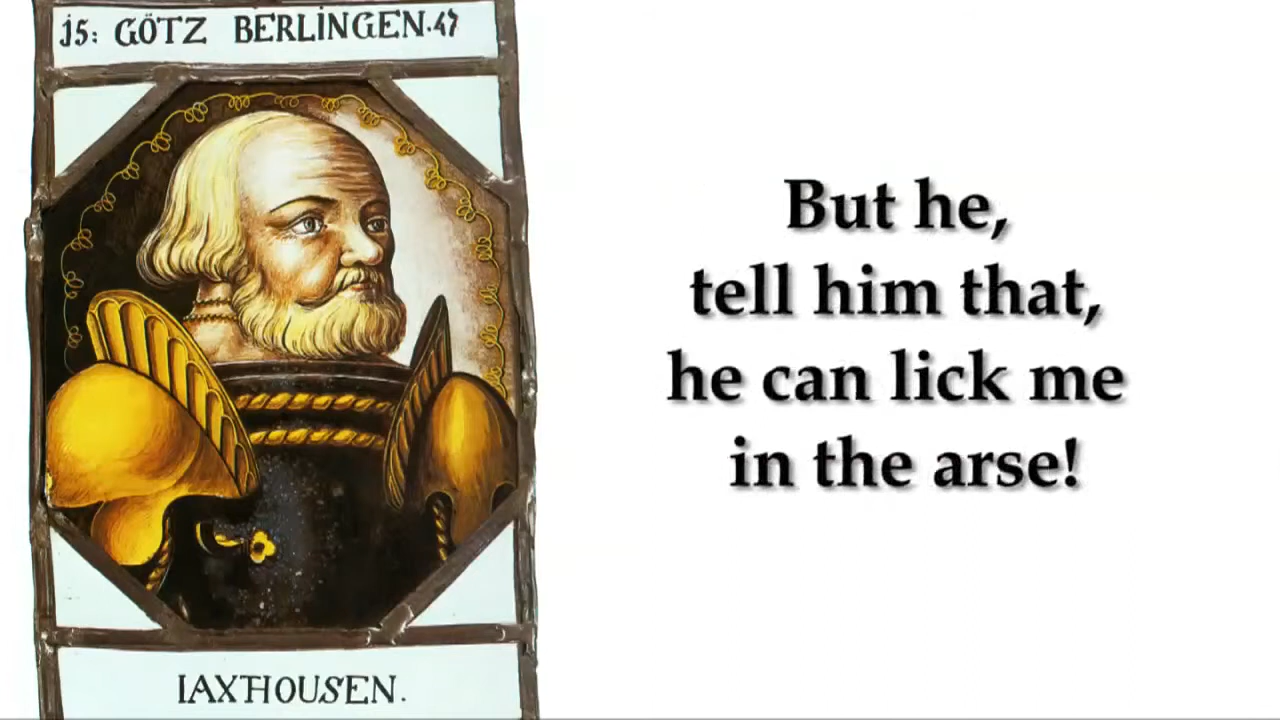 15: GÖTZ BERLINGEN·47
But he,
tell him that,
he can lick me
in the arse!
IAXTHOUSEN.